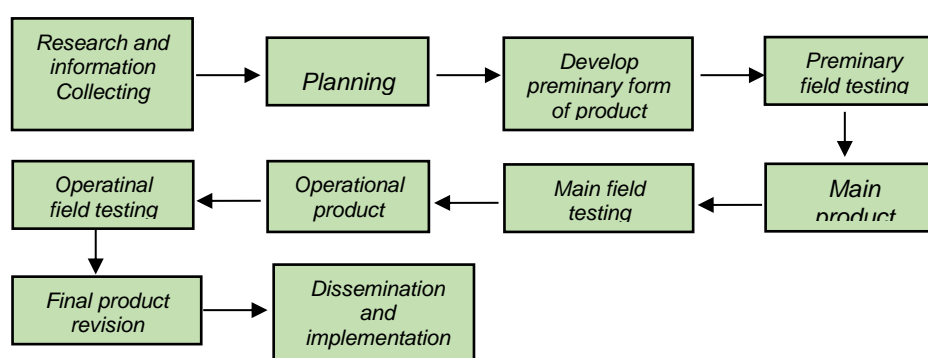 Research and
information
Collecting
Planning
Develop
preminary form
of product
Preminary
field testing
Main
product
Main field
testing
Operational
product
Operatinal
field testing
Final product
revision
Dissemination
and
implementation